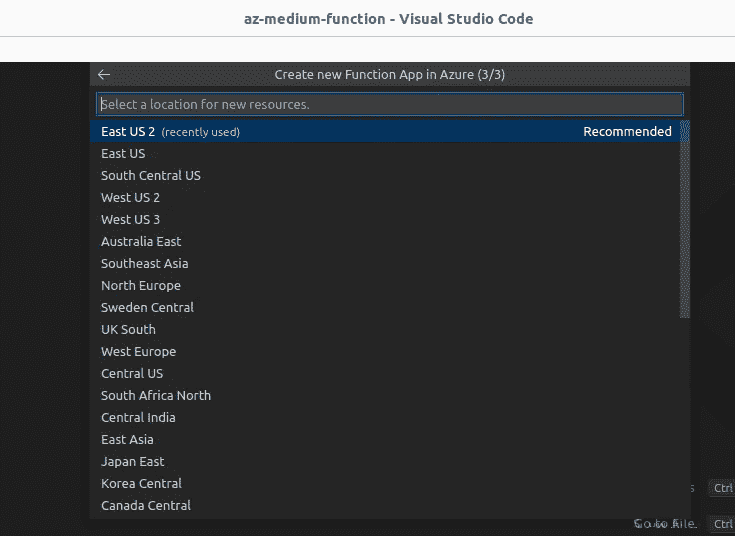 az-medium-function - Visual Studio Code
Create new Function App in Azure (3/3)
Select a location for new resources.
East US 2 (recently used) Recommended
East US
South Central US
West US 2
West US 3
Australia East
Southeast Asia
North Europe
Sweden Central
UK South
West Europe
Central US
South Africa North
Central India
East Asia
Japan East
Korea Central
Ctrl
Canada Central
Go to File Ctrl